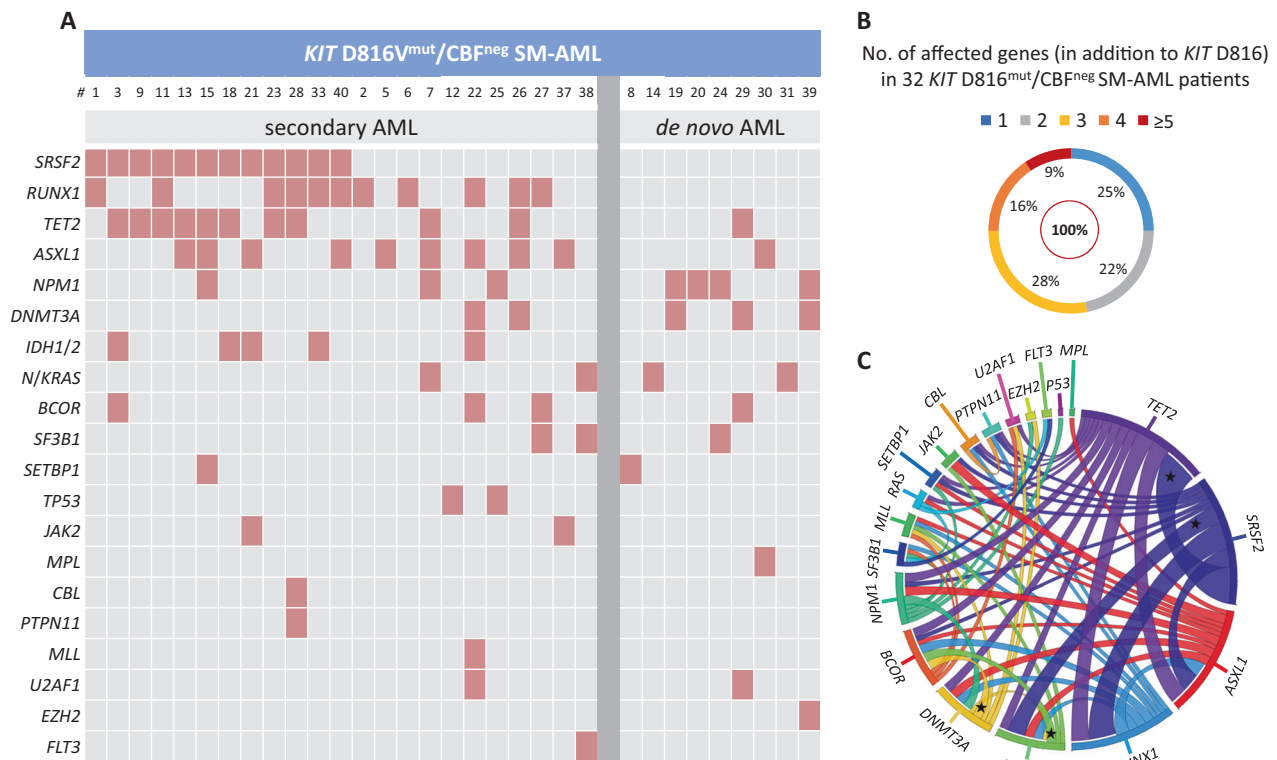 A
KIT D816Vmut/CBFneg SM-AML
# 1 3 9 11 13 15 18 21 23 28 33 40 2 5 6 7 12 22 25 26 27 37 38 8 14 19 20 24 29 30 31 39
secondary AML de novo AML
SRSF2
RUNX1
TET2
ASXL1
NPM1
DNMT3A
IDH1/2
N/KRAS
BCOR
SF3B1
SETBP1
TP53
JAK2
MPL
CBL
PTPN11
MLL
U2AF1
EZH2
FLT3
B
No. of affected genes (in addition to KIT D816)
in 32 KIT D816mut/CBFneg SM-AML patients
1 2 3 4 ≥5
9%
25%
16%
100%
28%
22%
C
MPL
P53
FLT3
EZH2
U2AF1
PTPN11
CBL
JAK2
SETBP1
RAS
MLL
SF3B1
NPM1
BCOR
DNMT3A
NX1
ASXL1
SRSF2
TET2